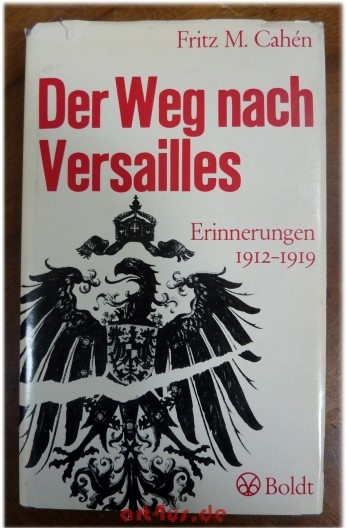 Fritz M. Cahén
Der Weg nach
Versailles
Erinnerungen
1912-1919
Boldt
art4us.de